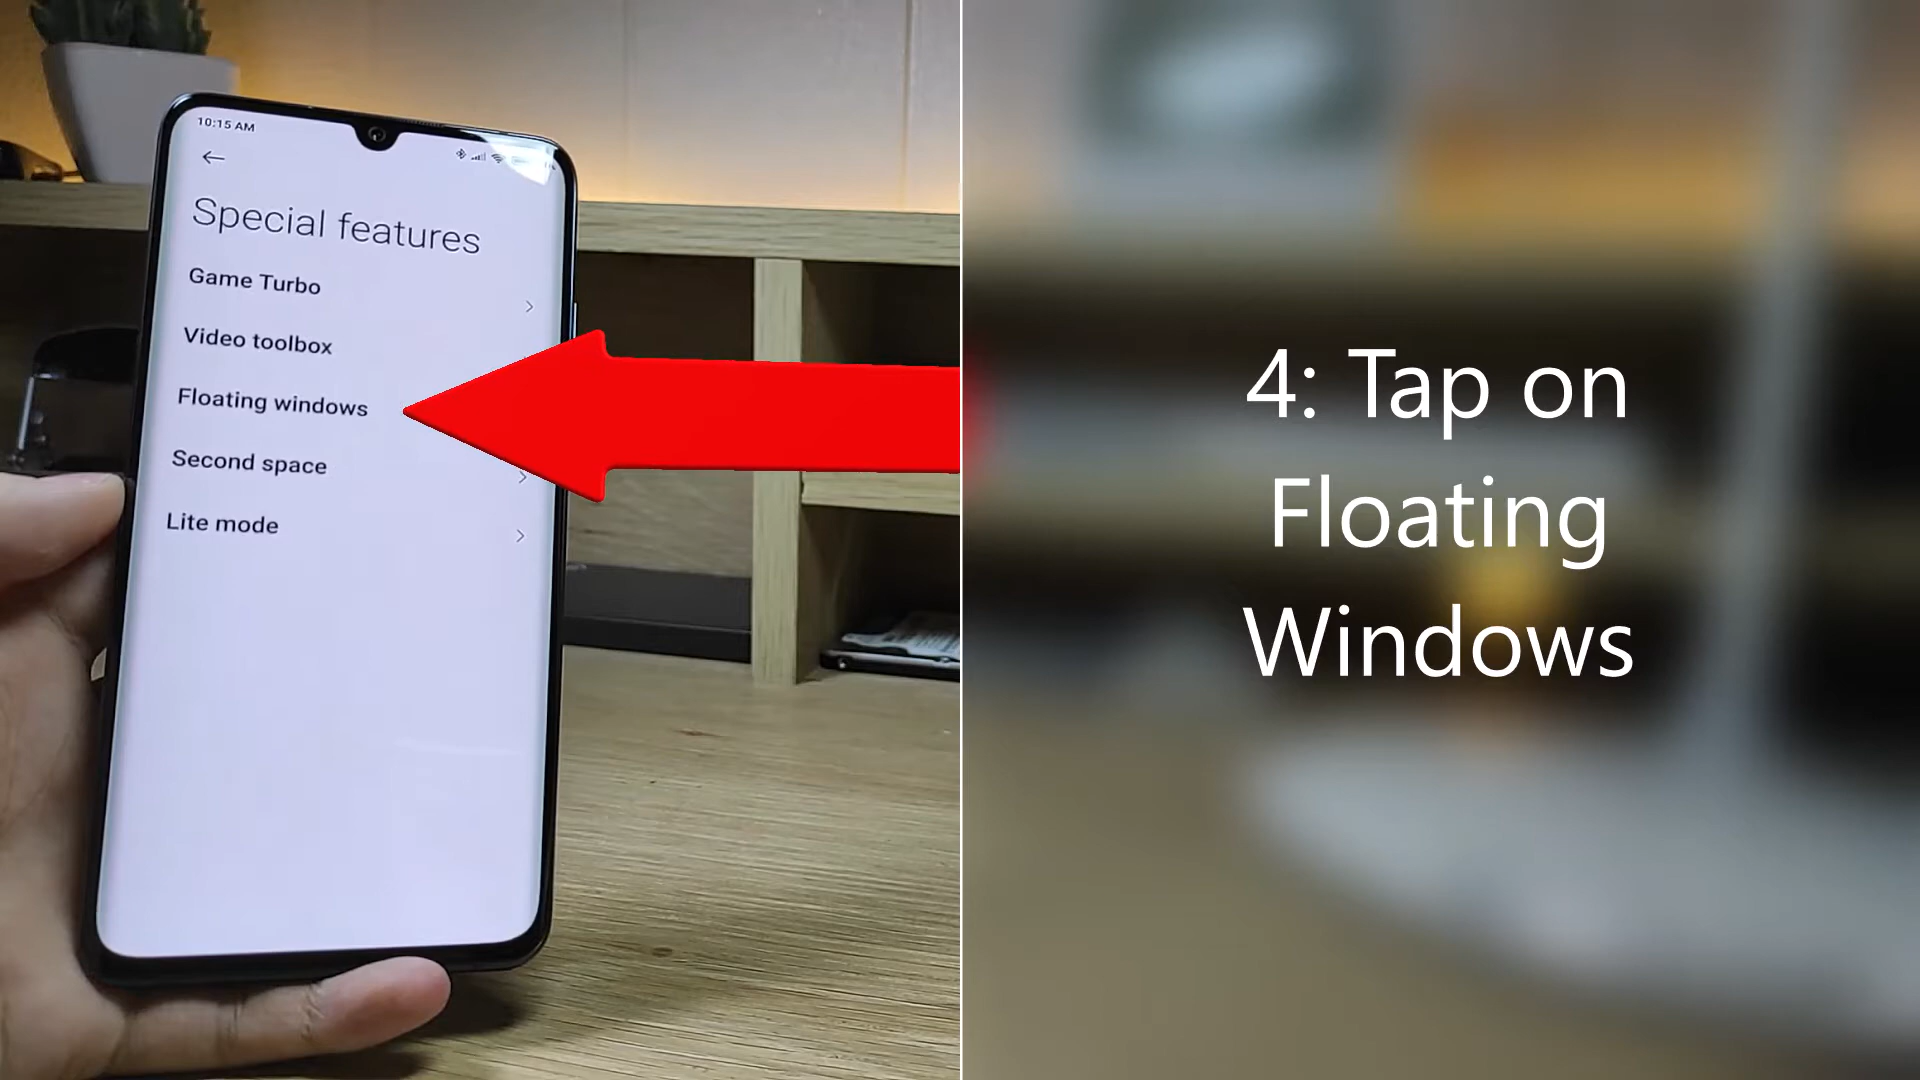 10:15 AM
Special features
Game Turbo
Video toolbox
Floating windows
Second space
Lite mode
4: Tap on
Floating
Windows